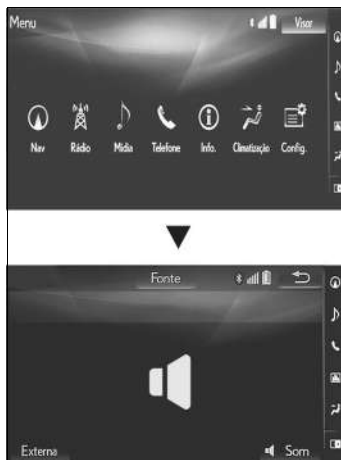 Menu
Visor
Nav Rádio Mídia Telefone Info. Climatização Config.
Fonte
Externa Som